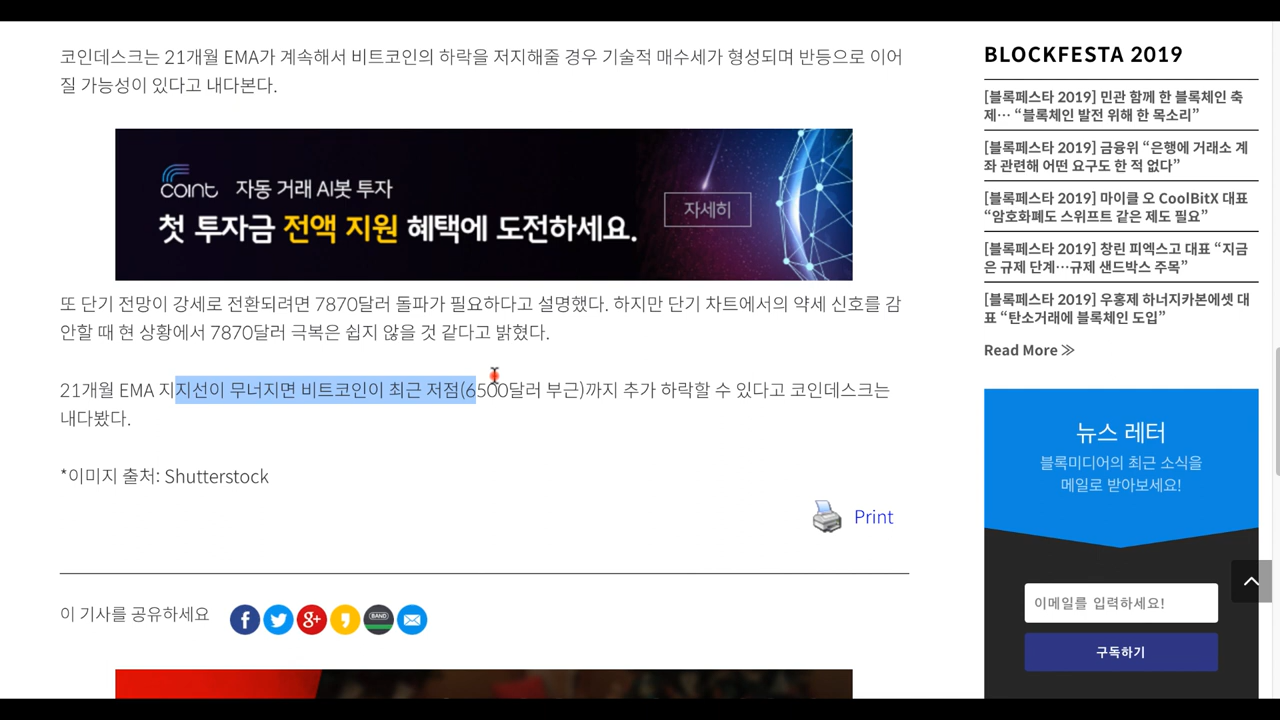 코인데스크는 21개월 EMA가 계속해서 비트코인의 하락을 저지해줄 경우 기술적 매수세가 형성되며 반등으로 이어
질 가능성이 있다고 내다본다.
coint 자동 거래 AI봇 투자
첫 투자금 전액 지원 혜택에 도전하세요.
자세히
또 단기 전망이 강세로 전환되려면 7870달러 돌파가 필요하다고 설명했다. 하지만 단기 차트에서의 약세 신호를 감
안할 때 현 상황에서 7870달러 극복은 쉽지 않을 것 같다고 밝혔다.
21개월 EMA 지지선이 무너지면 비트코인이 최근 저점(6500달러 부근)까지 추가 하락할 수 있다고 코인데스크는
내다봤다.
*이미지 출처: Shutterstock
Print
이 기사를 공유하세요
BAND
BLOCKFESTA 2019
[블록페스타 2019] 민관 함께 한 블록체인 축
제… “블록체인 발전 위해 한 목소리”
[블록페스타 2019] 금융위 “은행에 거래소 계
좌 관련해 어떤 요구도 한 적 없다”
[블록페스타 2019] 마이클 오 CoolBitX 대표
“암호화폐도 스위프트 같은 제도 필요”
[블록페스타 2019] 창린 피엑스고 대표 “지금
은 규제 단계…규제 샌드박스 주목”
[블록페스타 2019] 우홍제 하너지카본에셋 대
표 “탄소거래에 블록체인 도입”
Read More ≫
뉴스 레터
블록미디어의 최근 소식을
메일로 받아보세요!
이메일를 입력하세요!
구독하기